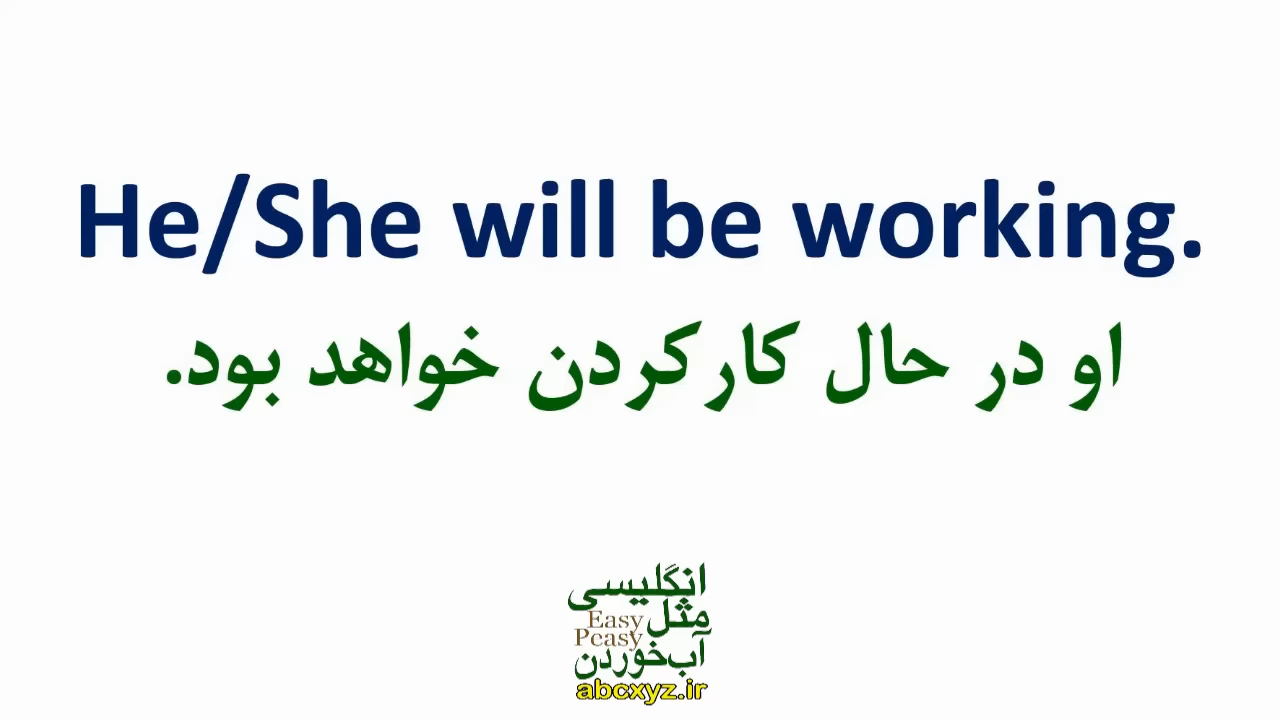 He/She will be working.
او در حال کارکردن خواهد بود.
انگلیسی
مثل
Easy
Peasy
آب‌خوردن
abcxyz.ir